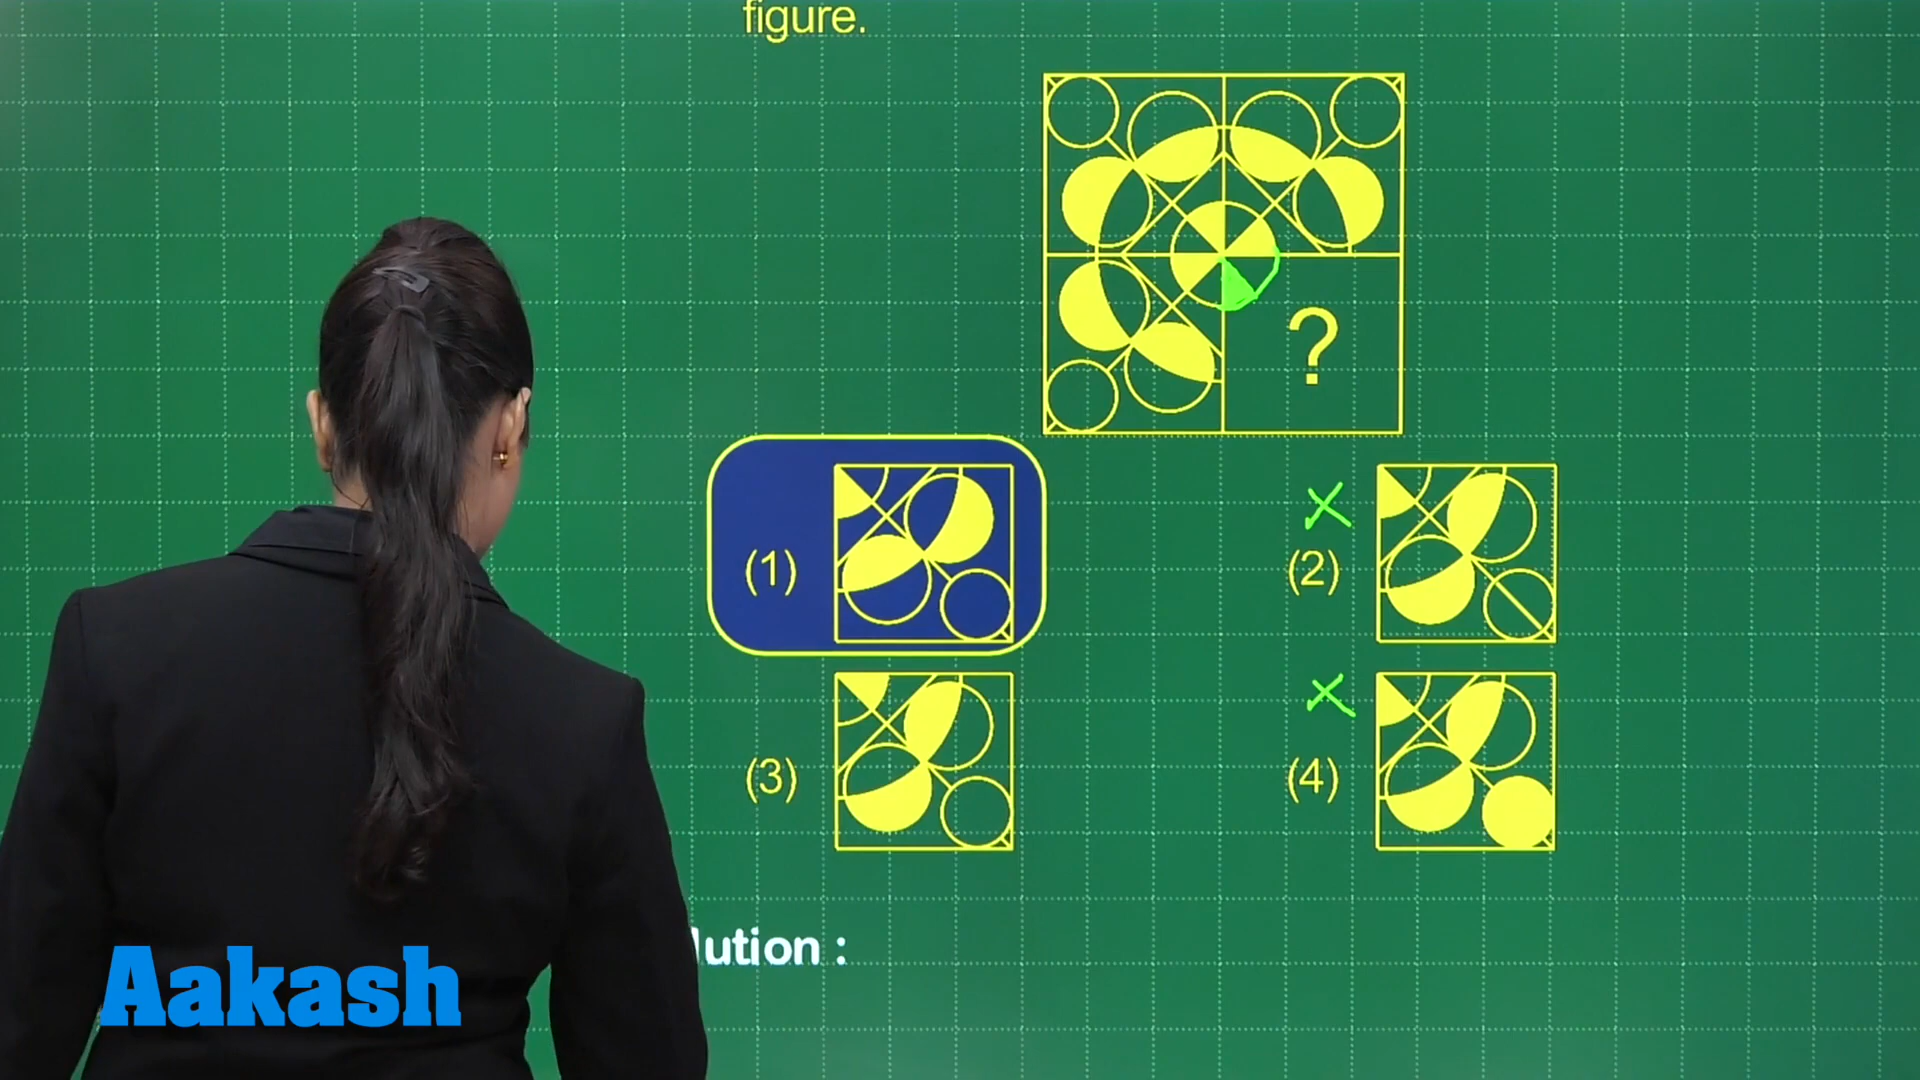 figure.
?
(1)
(2)
(3)
(4)
lution :
Aakash